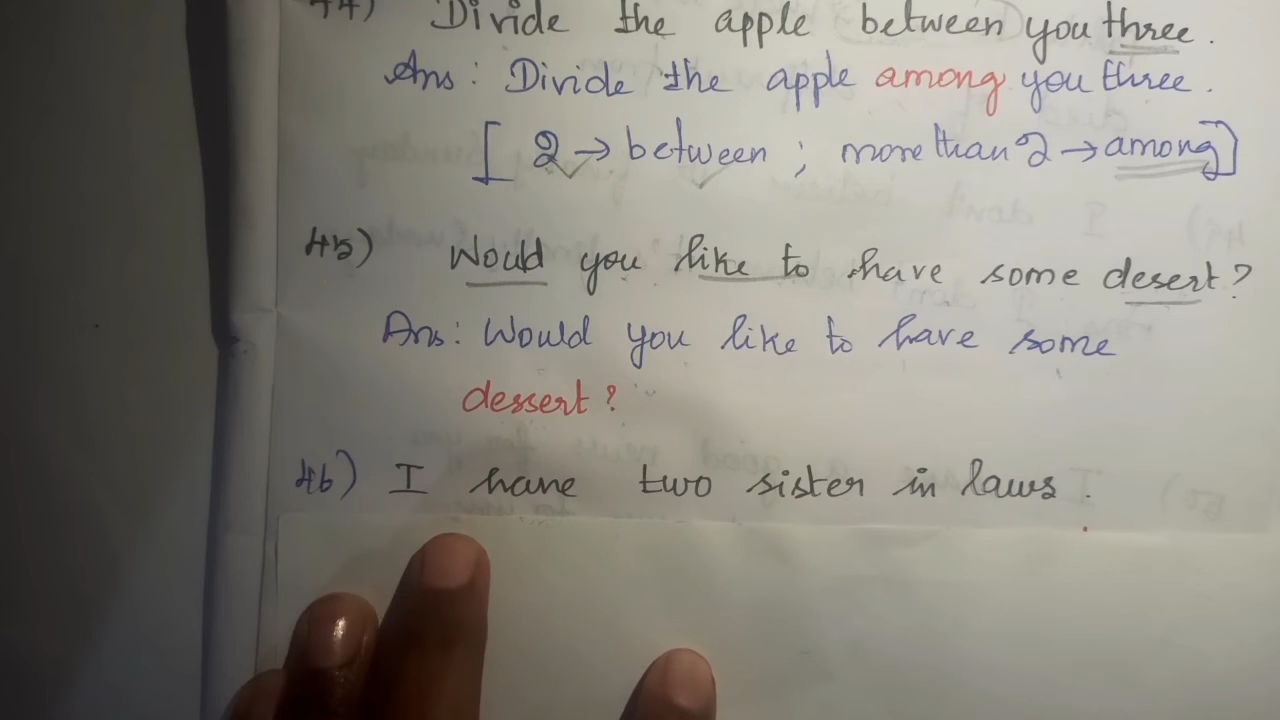 44) Divide the apple between you three.
Ans: Divide the apple among you three.
[ 2 → between ; more than 2 → among]
45) Would you like to have some desert?
Ans: Would you like to have some
dessert?
46) I have two sister in laws.